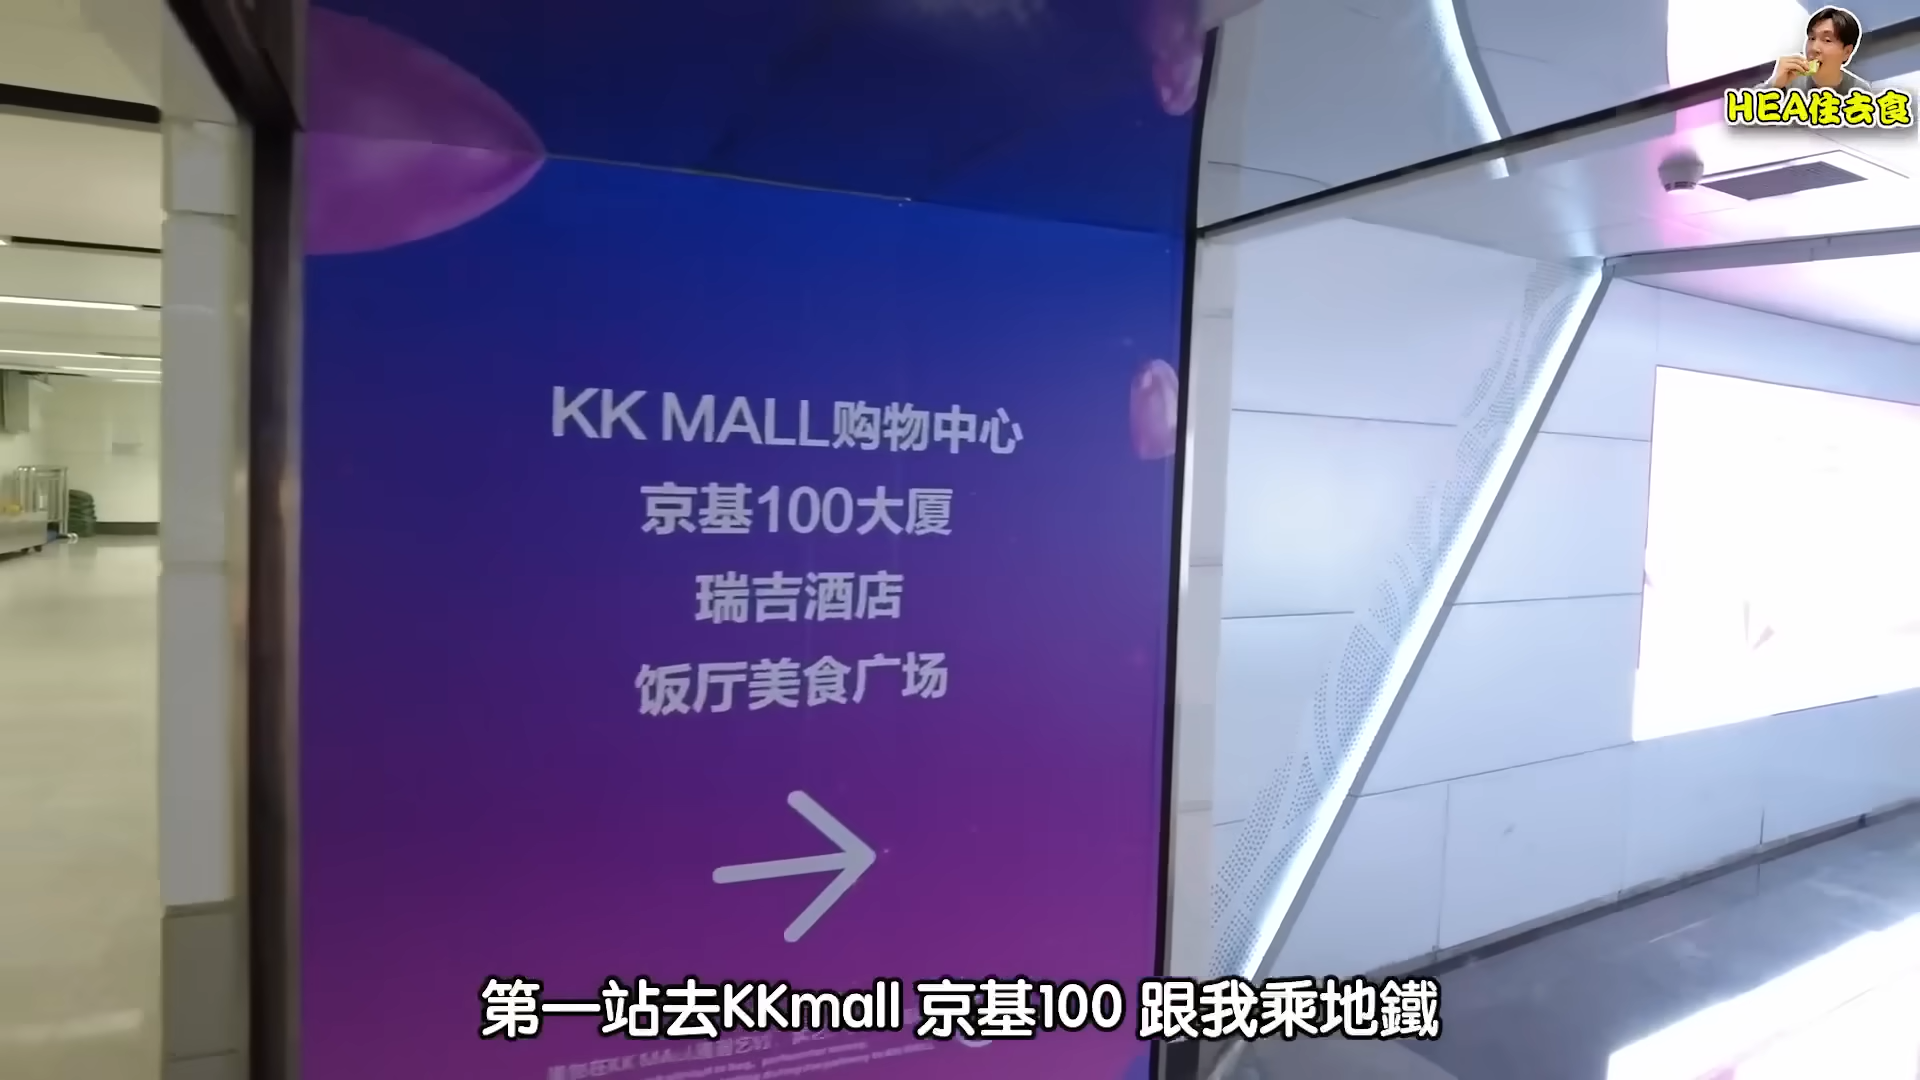 HEA住去食
KK MALL购物中心
京基100大厦
瑞吉酒店
饭厅美食广场
第一站去KKmall 京基100 跟我乘地鐵